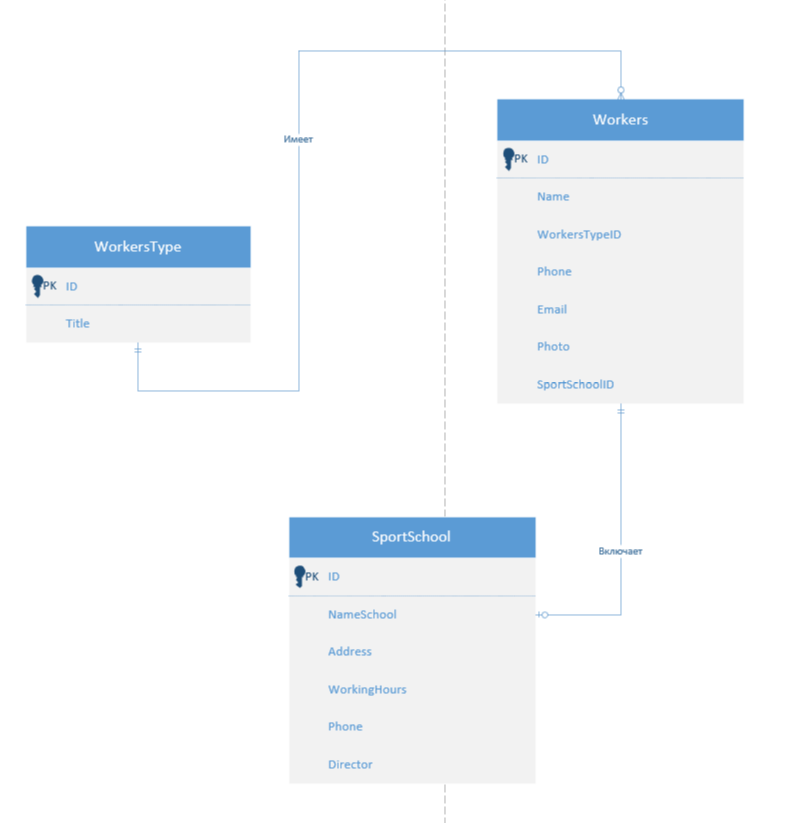 Имеет
Workers
PK ID
Name
WorkersTypeID
Phone
Email
Photo
SportSchoolID
WorkersType
PK ID
Title
SportSchool
PK ID
NameSchool
Address
WorkingHours
Phone
Director
Включает